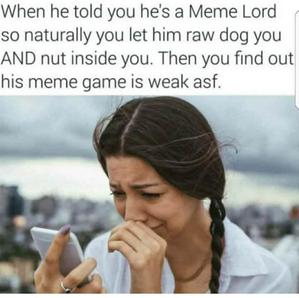 When he told you he's a Meme Lord
so naturally you let him raw dog you
AND nut inside you. Then you find out
his meme game is weak asf.